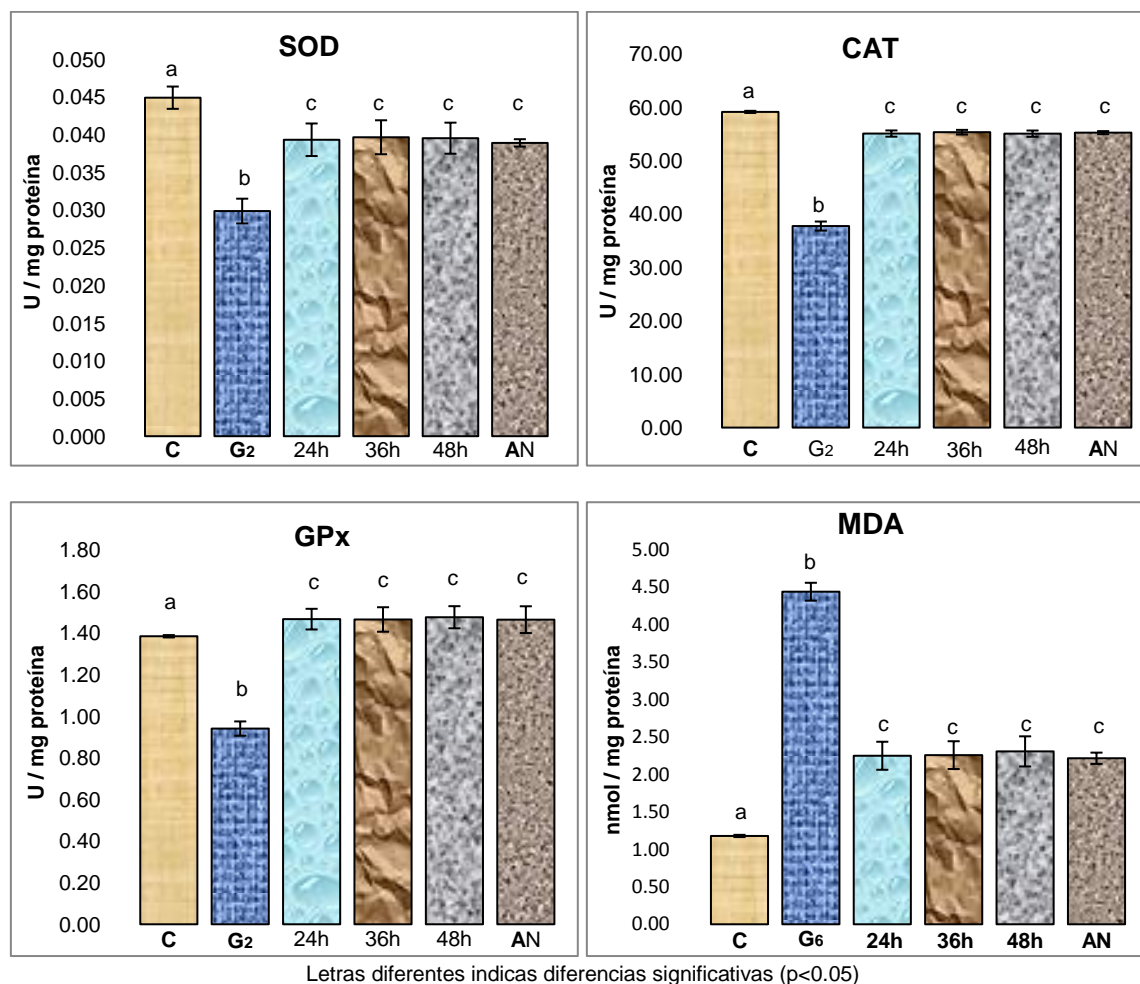 SOD
U / mg proteína
0.050
0.045
0.040
0.035
0.030
0.025
0.020
0.015
0.010
0.005
0.000
a
b
c
c
c
c
C
G2
24h
36h
48h
AN
CAT
U / mg proteína
70.00
60.00
50.00
40.00
30.00
20.00
10.00
0.00
a
b
c
c
c
c
C
G2
24h
36h
48h
AN
GPx
U / mg proteína
1.80
1.60
1.40
1.20
1.00
0.80
0.60
0.40
0.20
0.00
a
b
c
c
c
c
C
G2
24h
36h
48h
AN
MDA
nmol / mg proteína
5.00
4.50
4.00
3.50
3.00
2.50
2.00
1.50
1.00
0.50
0.00
a
b
c
c
c
c
C
G6
24h
36h
48h
AN
Letras diferentes indicas diferencias significativas (p<0.05)